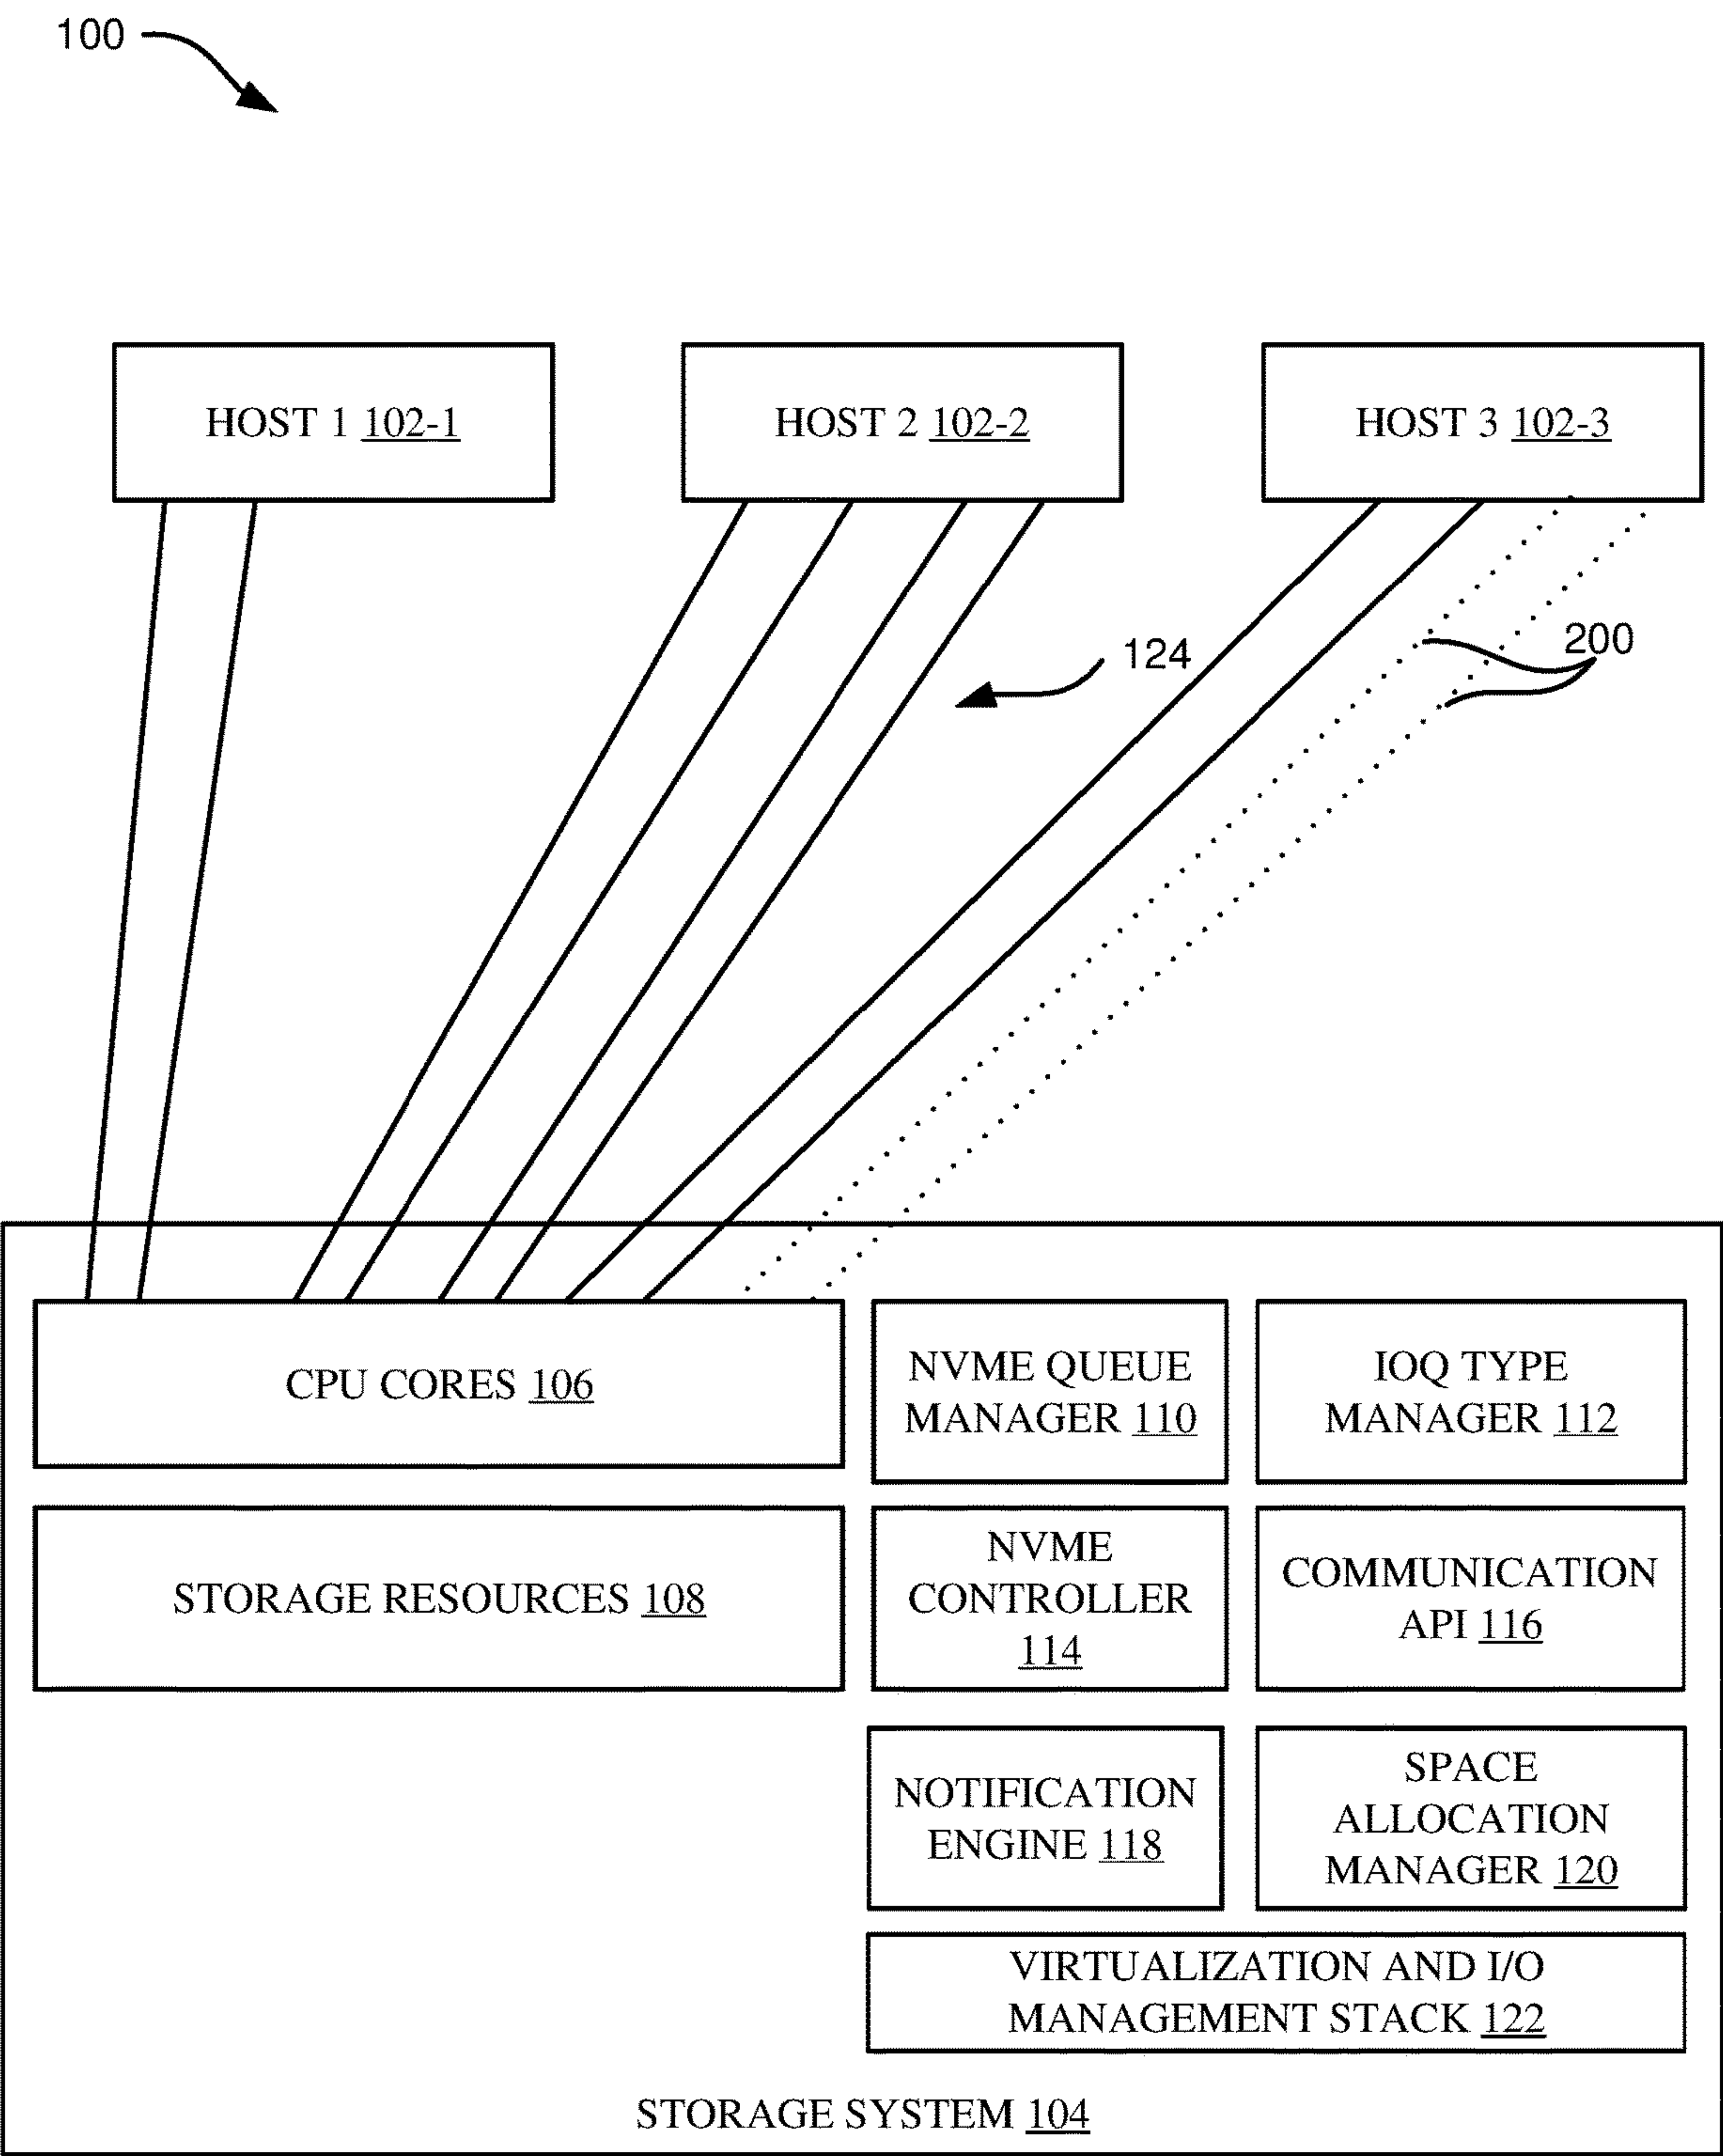 100
HOST 1 102-1
HOST 2 102-2
HOST 3 102-3
124
200
CPU CORES 106
NVME QUEUE
MANAGER 110
IOQ TYPE
MANAGER 112
STORAGE RESOURCES 108
NVME
CONTROLLER
114
COMMUNICATION
API 116
NOTIFICATION
ENGINE 118
SPACE
ALLOCATION
MANAGER 120
VIRTUALIZATION AND I/O
MANAGEMENT STACK 122
STORAGE SYSTEM 104